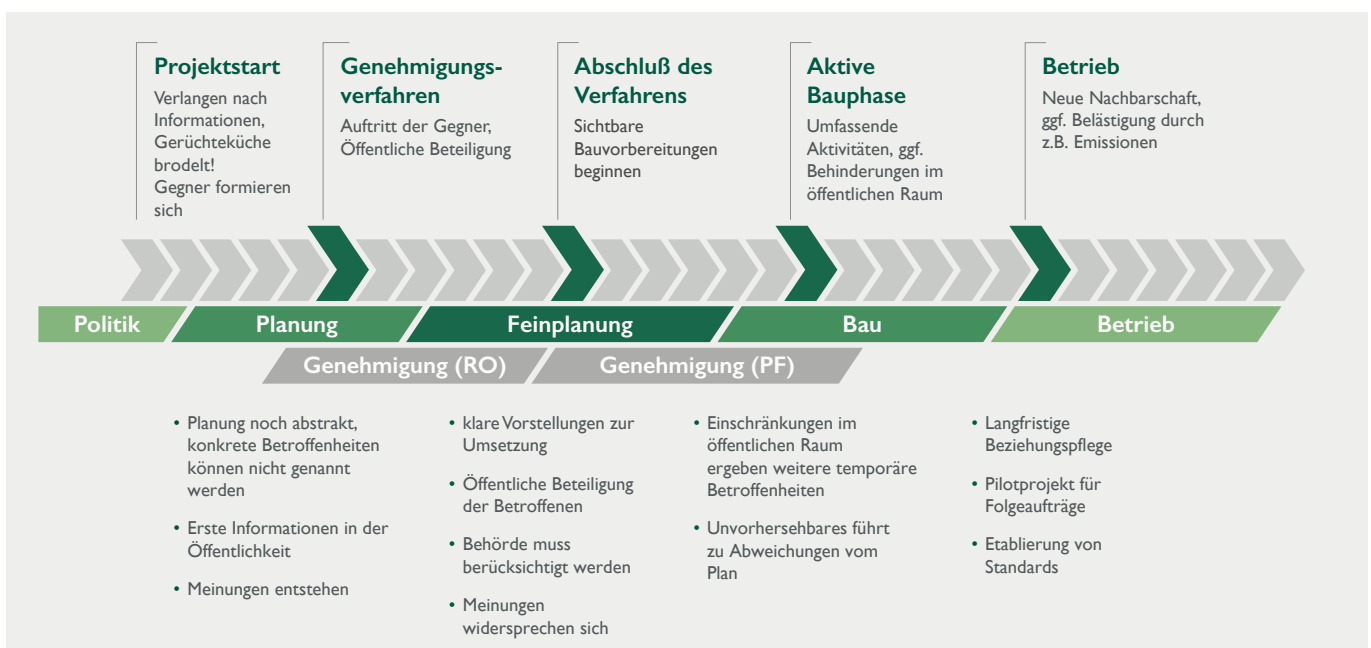 Projektstart
Verlangen nach
Informationen,
Gerüchteküche
brodelt!
Gegner formieren
sich
Genehmigungs-
verfahren
Auftritt der Gegner,
Öffentliche Beteiligung
Abschluß des
Verfahrens
Sichtbare
Bauvorbereitungen
beginnen
Aktive
Bauphase
Umfassende
Aktivitäten, ggf.
Behinderungen im
öffentlichen Raum
Betrieb
Neue Nachbarschaft,
ggf. Belästigung durch
z.B. Emissionen
Politik
Planung
Feinplanung
Bau
Betrieb
Genehmigung (RO)
Genehmigung (PF)
• Planung noch abstrakt,
konkrete Betroffenheiten
können nicht genannt
werden
• Erste Informationen in der
Öffentlichkeit
• Meinungen entstehen
• klare Vorstellungen zur
Umsetzung
• Öffentliche Beteiligung
der Betroffenen
• Behörde muss
berücksichtigt werden
• Meinungen
widersprechen sich
• Einschränkungen im
öffentlichen Raum
ergeben weitere temporäre
Betroffenheiten
• Unvorhersehbares führt
zu Abweichungen vom
Plan
• Langfristige
Beziehungspflege
• Pilotprojekt für
Folgeaufträge
• Etablierung von
Standards